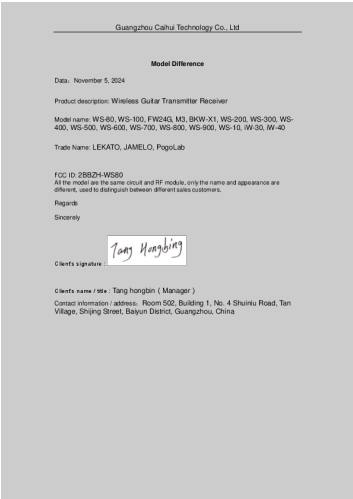 Guangzhou Caihui Technology Co., Ltd
Model Difference
Data： November 5, 2024
Product description: Wireless Guitar Transmitter Receiver
Model name: WS-80, WS-100, FW24G, M3, BKW-X1, WS-200, WS-300, WS-
400, WS-500, WS-600, WS-700, WS-800, WS-900, WS-10, iW-30, iW-40
Trade Name: LEKATO, JAMELO, PogoLab
FCC ID: 2BBZH-WS80
All the model are the same circuit and RF module, only the name and appearance are
different, used to distinguish between different sales customers.
Regards
Sincerely
Tang Hongbing
Client's signature :
Client's name / title : Tang hongbin ( Manager )
Contact information / address： Room 502, Building 1, No. 4 Shuiniu Road, Tan
Village, Shijing Street, Baiyun District, Guangzhou, China